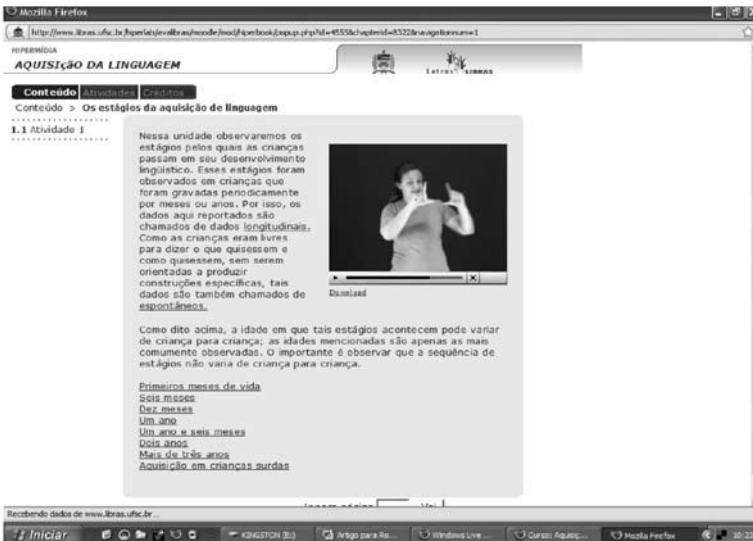 Mozilla Firefox
HIPERMÍDIA
AQUISIÇÃO DA LINGUAGEM
Letras LIBRAS
Conteúdo Atividades Créditos
Conteúdo > Os estágios da aquisição de linguagem
1.1 Atividade 1
Nessa unidade observaremos os
estágios pelos quais as crianças
passam em seu desenvolvimento
lingüístico. Esses estágios foram
observados em crianças que
foram gravadas periodicamente
por meses ou anos. Por isso, os
dados aqui reportados são
chamados de dados longitudinais.
Como as crianças eram livres
para dizer o que quisessem e
como quisessem, sem serem
orientadas a produzir
construções específicas, tais
dados são também chamados de
espontâneos.
Download
Como dito acima, a idade em que tais estágios acontecem pode variar
de criança para criança; as idades mencionadas são apenas as mais
comumente observadas. O importante é observar que a seqüência de
estágios não varia de criança para criança.
Primeiros meses de vida
Seis meses
Dez meses
Um ano
Um ano e seis meses
Dois anos
Mais de três anos
Aquisição em crianças surdas
Recebendo dados de www.libras.ufsc.br...
Iniciar KINGSTON (E:) Artigo para Re... Windows Live ... Curso: Aquisiç... Mozilla Firefox